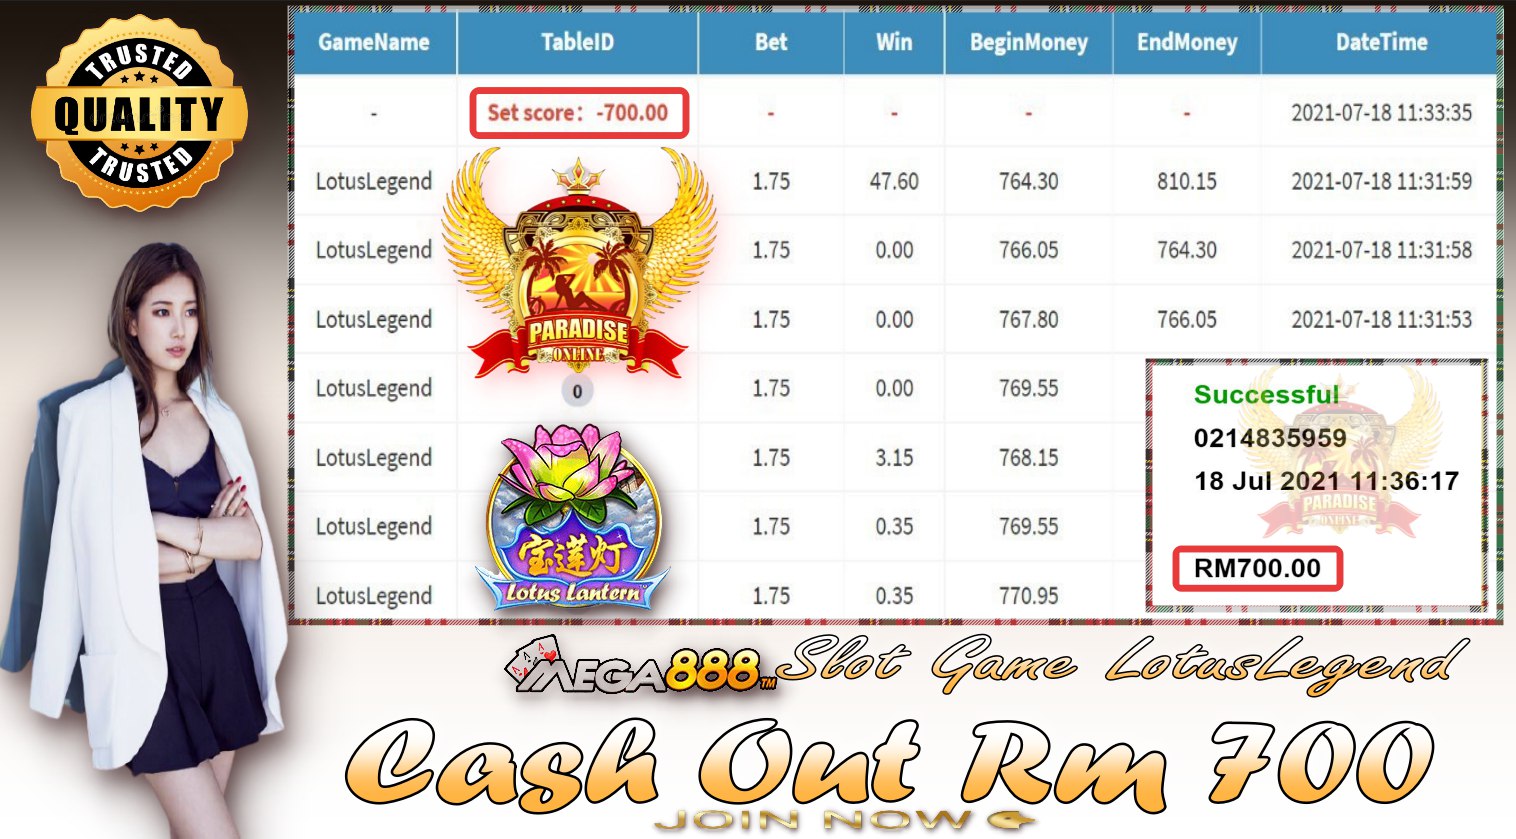 TRUSTED
QUALITY
TRUSTED
GameName TableID Bet Win BeginMoney EndMoney DateTime
- Set score: -700.00 - - - - 2021-07-18 11:33:35
LotusLegend 1.75 47.60 764.30 810.15 2021-07-18 11:31:59
LotusLegend 1.75 0.00 766.05 764.30 2021-07-18 11:31:58
LotusLegend 1.75 0.00 767.80 766.05 2021-07-18 11:31:53
PARADISE
ONLINE
LotusLegend 0 1.75 0.00 769.55
LotusLegend 1.75 3.15 768.15
LotusLegend 1.75 0.35 769.55
宝莲灯
Lotus Lantern
LotusLegend 1.75 0.35 770.95
Successful
0214835959
18 Jul 2021 11:36:17
PARADISE
ONLINE
RM700.00
MEGA888 TM Slot Game LotusLegend
Cash Out Rm 700
JOIN NOW